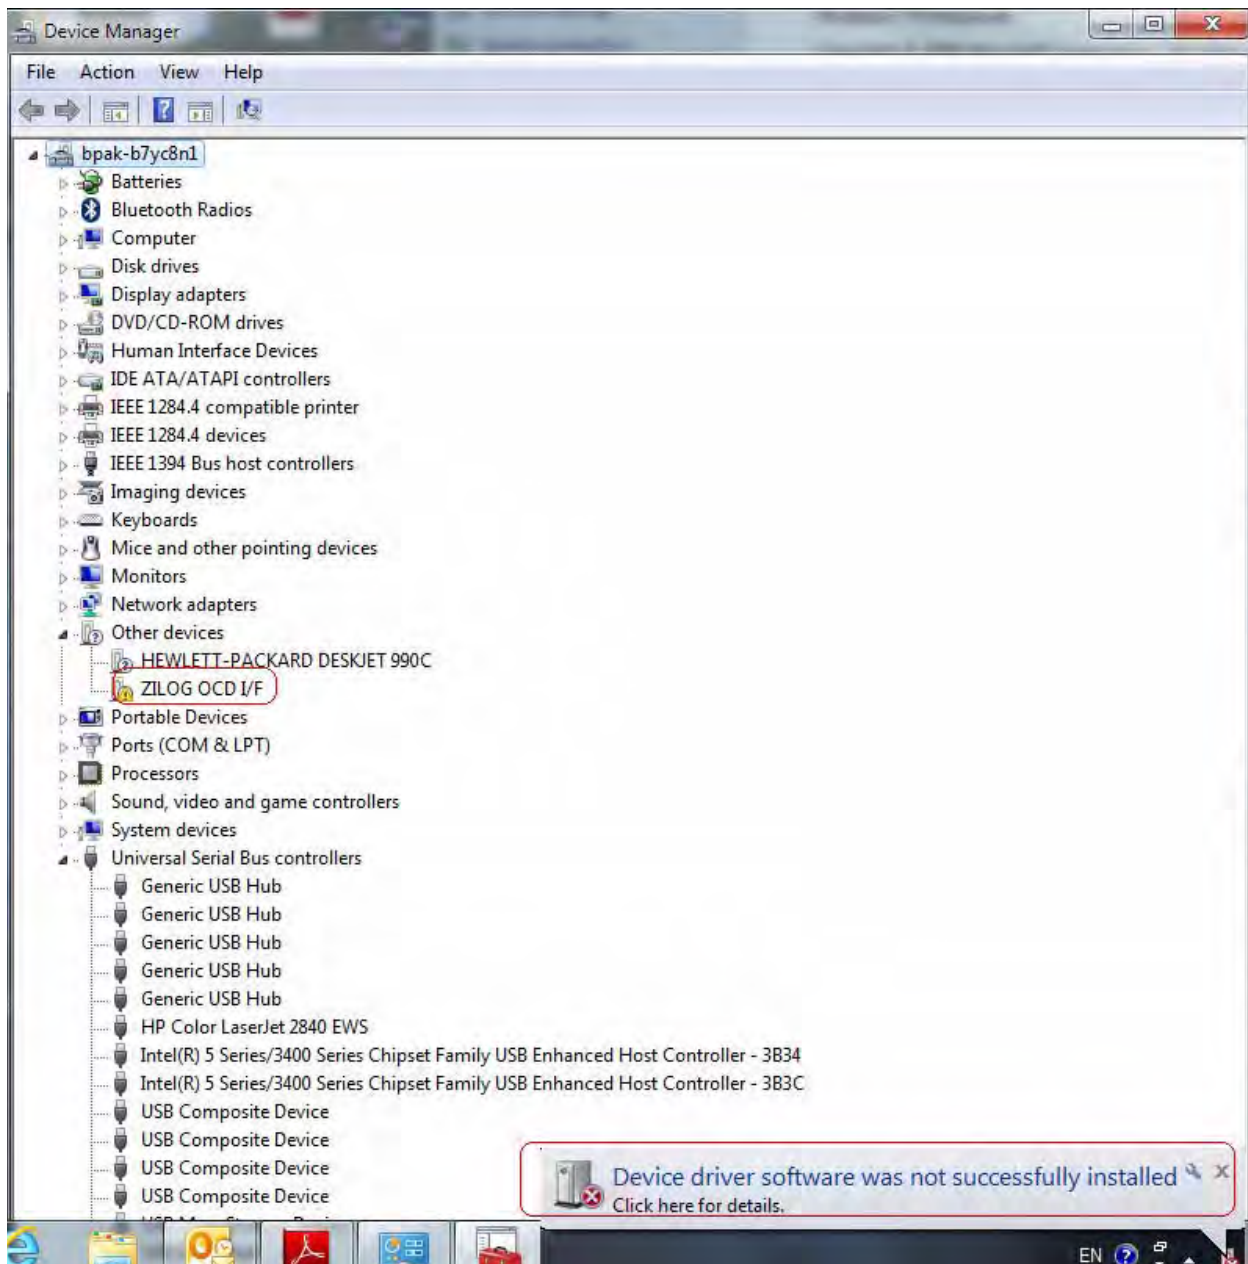 Device Manager
File Action View Help
bpak-b7yc8n1
Batteries
Bluetooth Radios
Computer
Disk drives
Display adapters
DVD/CD-ROM drives
Human Interface Devices
IDE ATA/ATAPI controllers
IEEE 1284.4 compatible printer
IEEE 1284.4 devices
IEEE 1394 Bus host controllers
Imaging devices
Keyboards
Mice and other pointing devices
Monitors
Network adapters
Other devices
HEWLETT-PACKARD DESKJET 990C
ZILOG OCD I/F
Portable Devices
Ports (COM & LPT)
Processors
Sound, video and game controllers
System devices
Universal Serial Bus controllers
Generic USB Hub
Generic USB Hub
Generic USB Hub
Generic USB Hub
Generic USB Hub
HP Color LaserJet 2840 EWS
Intel(R) 5 Series/3400 Series Chipset Family USB Enhanced Host Controller - 3B34
Intel(R) 5 Series/3400 Series Chipset Family USB Enhanced Host Controller - 3B3C
USB Composite Device
USB Composite Device
USB Composite Device
USB Composite Device
Device driver software was not successfully installed
Click here for details.
EN